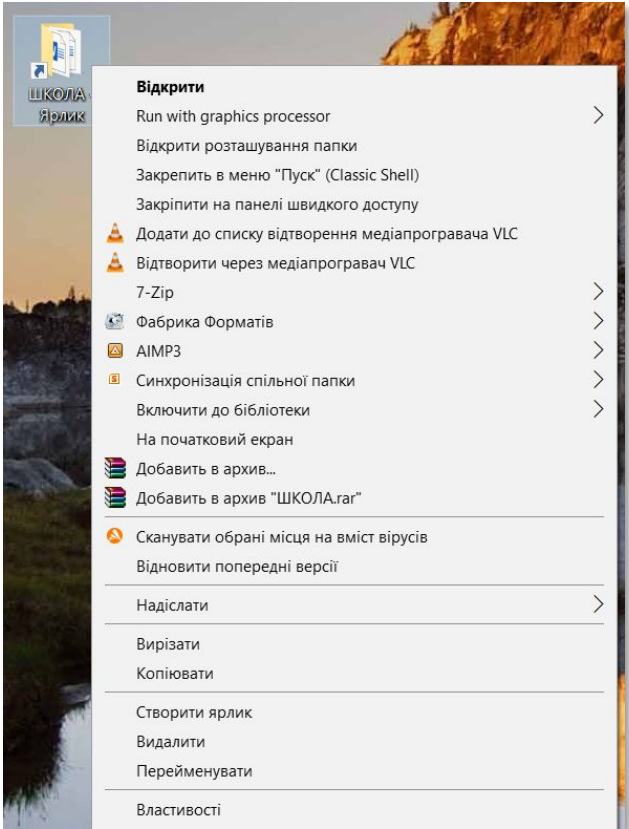 ШКОЛА -
Ярлик
Відкрити
Run with graphics processor
Відкрити розташування папки
Закрепить в меню "Пуск" (Classic Shell)
Закріпити на панелі швидкого доступу
Додати до списку відтворення медіапрогравача VLC
Відтворити через медіапрогравач VLC
7-Zip
Фабрика Форматів
AIMP3
Синхронізація спільної папки
Включити до бібліотеки
На початковий екран
Добавить в архив...
Добавить в архив "ШКОЛА.rar"
Сканувати обрані місця на вміст вірусів
Відновити попередні версії
Надіслати
Вирізати
Копіювати
Створити ярлик
Видалити
Перейменувати
Властивості